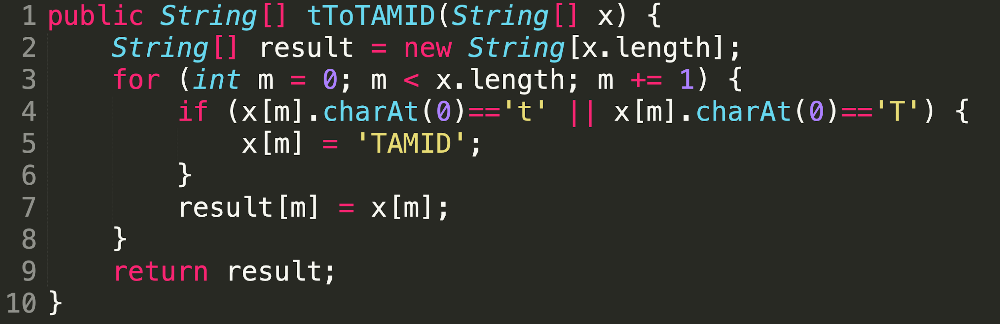 1 public String[] tToTAMID(String[] x) {
2     String[] result = new String[x.length];
3     for (int m = 0; m < x.length; m += 1) {
4         if (x[m].charAt(0)=='t' || x[m].charAt(0)=='T') {
5             x[m] = 'TAMID';
6         }
7         result[m] = x[m];
8     }
9     return result;
10 }